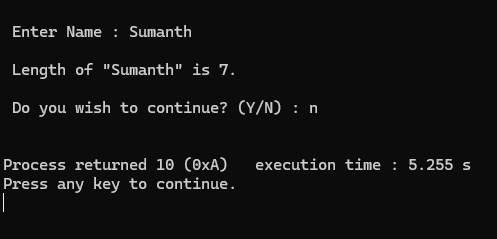 Enter Name : Sumanth
Length of "Sumanth" is 7.
Do you wish to continue? (Y/N) : n
Process returned 10 (0xA)   execution time : 5.255 s
Press any key to continue.